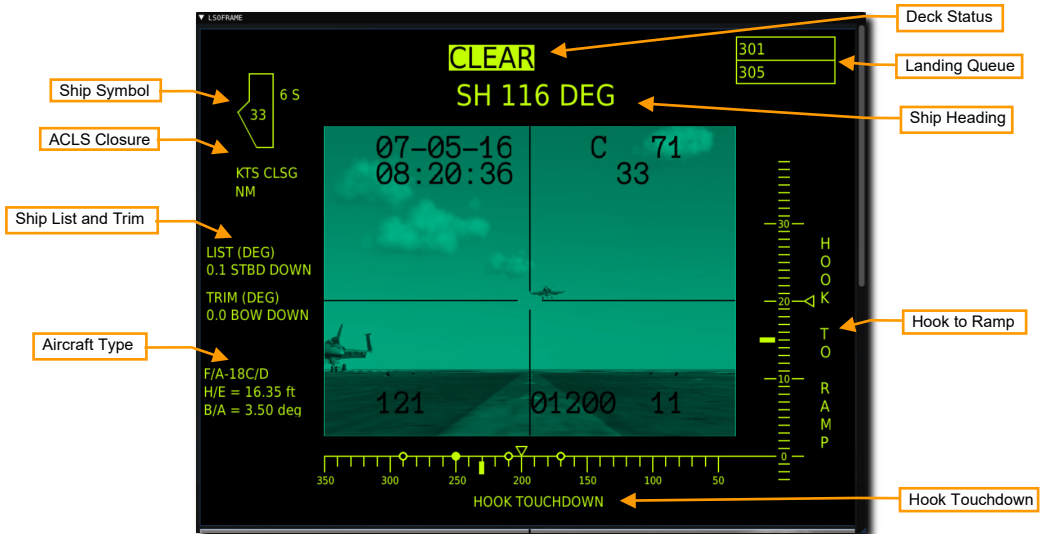 LSOFRAME
Deck Status
CLEAR
301
305
Landing Queue
Ship Symbol
6 S
33
SH 116 DEG
Ship Heading
ACLS Closure
KTS CLSG
NM
07-05-16
08:20:36
C 71
33
Ship List and Trim
LIST (DEG)
0.1 STBD DOWN
TRIM (DEG)
0.0 BOW DOWN
30
20
10
0
HOOK TO RAMP
Hook to Ramp
Aircraft Type
F/A-18C/D
H/E = 16.35 ft
B/A = 3.50 deg
121
01200 11
350 300 250 200 150 100 50
HOOK TOUCHDOWN
Hook Touchdown